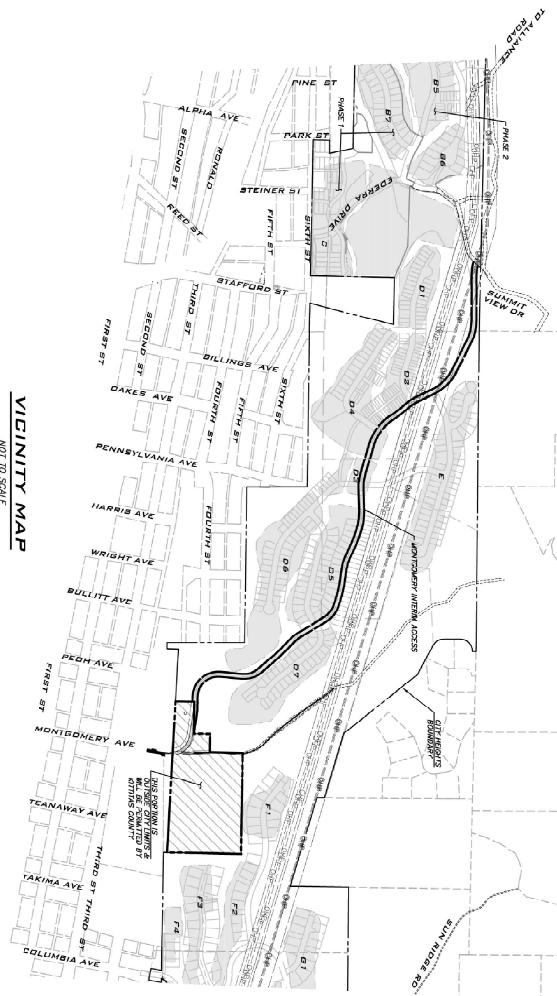 TO ALLIANCE
ROAD
PINE ST
ALPHA AVE
SECOND ST
RONALD
PARK ST
PHASE 1
B7
B5
PHASE 2
B6
STEINER ST
REED ST
FIFTH ST
SIXTH ST
C
EDERRA DRIVE
SUMMIT
VIEW DR
STAFFORD ST
D1
THIRD ST
SECOND ST
FIRST ST
BILLINGS AVE
OAKES AVE
FOURTH ST
FIFTH ST
SIXTH ST
D4
D2
E
PENNSYLVANIA AVE
D3
HARRIS AVE
FOURTH ST
WRIGHT AVE
D6
D5
MONTGOMERY INTERIM ACCESS
BULLITT AVE
PEOH AVE
D7
FIRST ST
MONTGOMERY AVE
CITY HEIGHTS
BOUNDARY
THIS PORTION IS
OUTSIDE CITY LIMITS &
WILL BE PERMITTED BY
KITTITAS COUNTY
TEANAWAY AVE
F1
YAKIMA AVE
THIRD ST
THIRD ST
F3
F2
F4
G1
COLUMBIA AVE
SUN RIDGE RD
VICINITY MAP
NOT TO SCALE